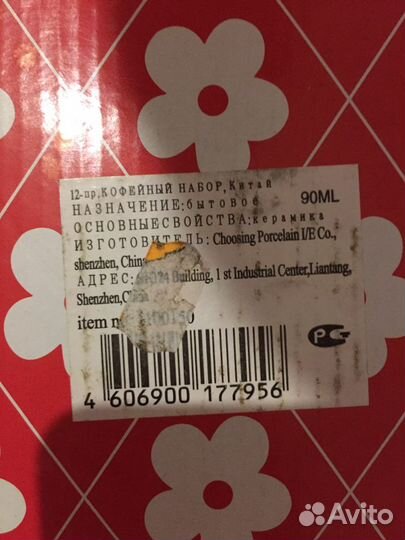 12-пр,КОФЕЙНЫЙ НАБОР,Китай
НАЗНАЧЕНИЕ:бытовое 90ML
ОСНОВНЫЕСВОЙСТВА:керамика
ИЗГОТОВИТЕЛЬ: Choosing Porcelain I/E Co.,
shenzhen, China
АДРЕС: Building, 1 st Industrial Center,Liantang,
Shenzhen,
item
4 606900 177956
Avito